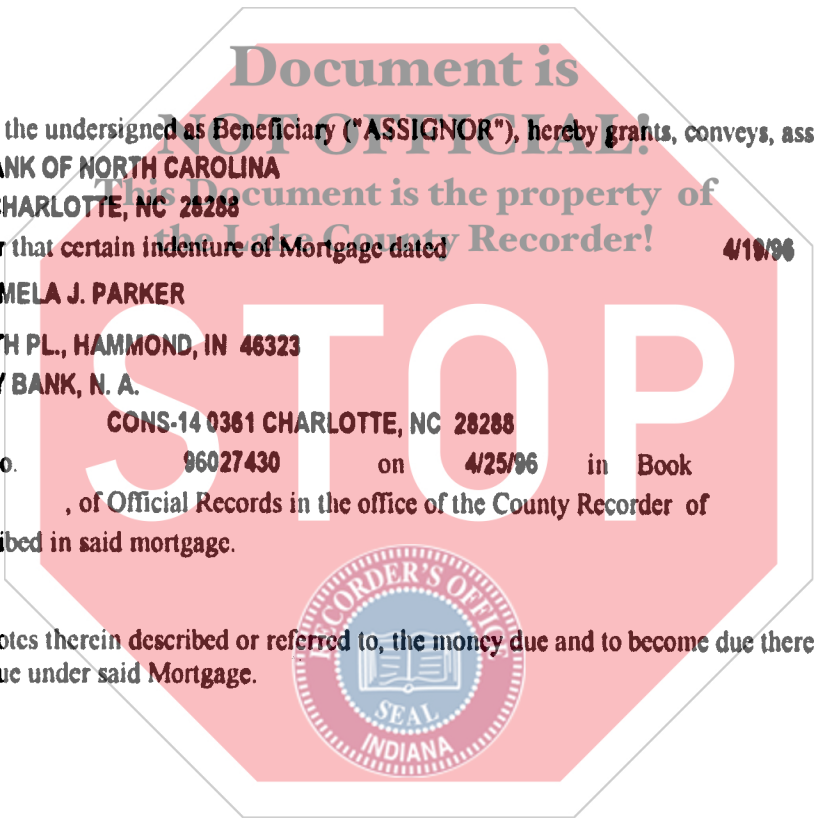 Document is
NOT OFFICIAL!
This Document is the property of
the Lake County Recorder!
STOP
the undersigned as Beneficiary ("ASSIGNOR"), hereby grants, conveys, ass
ANK OF NORTH CAROLINA
CHARLOTTE, NC 28288
r that certain indenture of Mortgage dated 4/19/96
MELA J. PARKER
TH PL., HAMMOND, IN 46323
Y BANK, N. A.
CONS-14 0361 CHARLOTTE, NC 28288
o. 96027430 on 4/25/96 in Book
, of Official Records in the office of the County Recorder of
ibed in said mortgage.
otes therein described or referred to, the money due and to become due there
ue under said Mortgage.
RECORDER'S OFFICE
SEAL
INDIANA